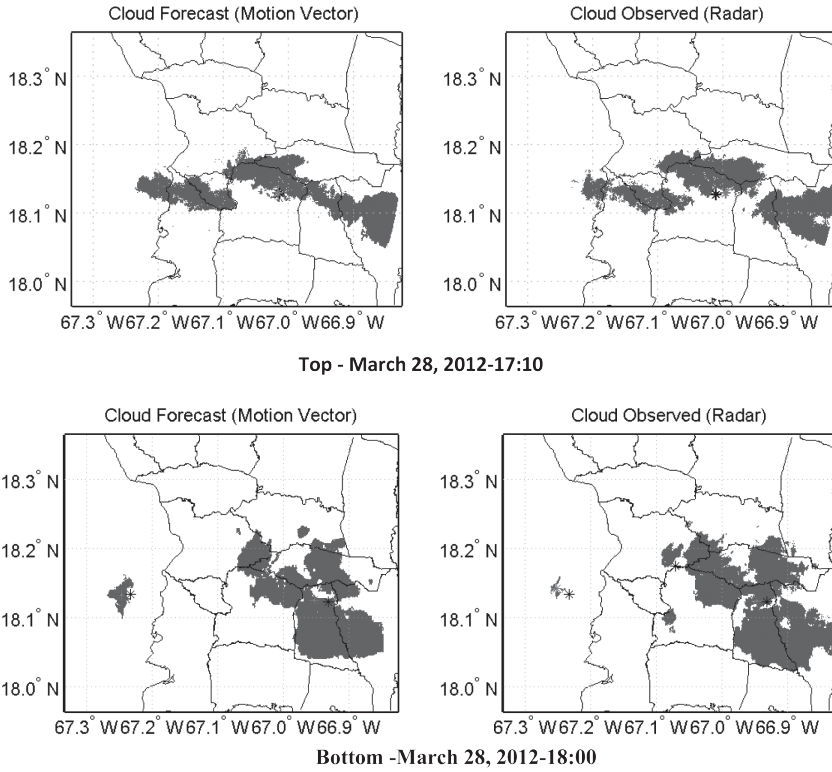 Cloud Forecast (Motion Vector) Cloud Observed (Radar)
18.3° N 18.3° N
18.2° N 18.2° N
18.1° N 18.1° N
18.0° N 18.0° N
67.3° W67.2° W67.1° W67.0° W66.9° W 67.3° W67.2° W67.1° W67.0° W66.9° W
Top - March 28, 2012-17:10
Cloud Forecast (Motion Vector) Cloud Observed (Radar)
18.3° N 18.3° N
18.2° N 18.2° N
18.1° N 18.1° N
18.0° N 18.0° N
67.3° W67.2° W67.1° W67.0° W66.9° W 67.3° W67.2° W67.1° W67.0° W66.9° W
Bottom -March 28, 2012-18:00